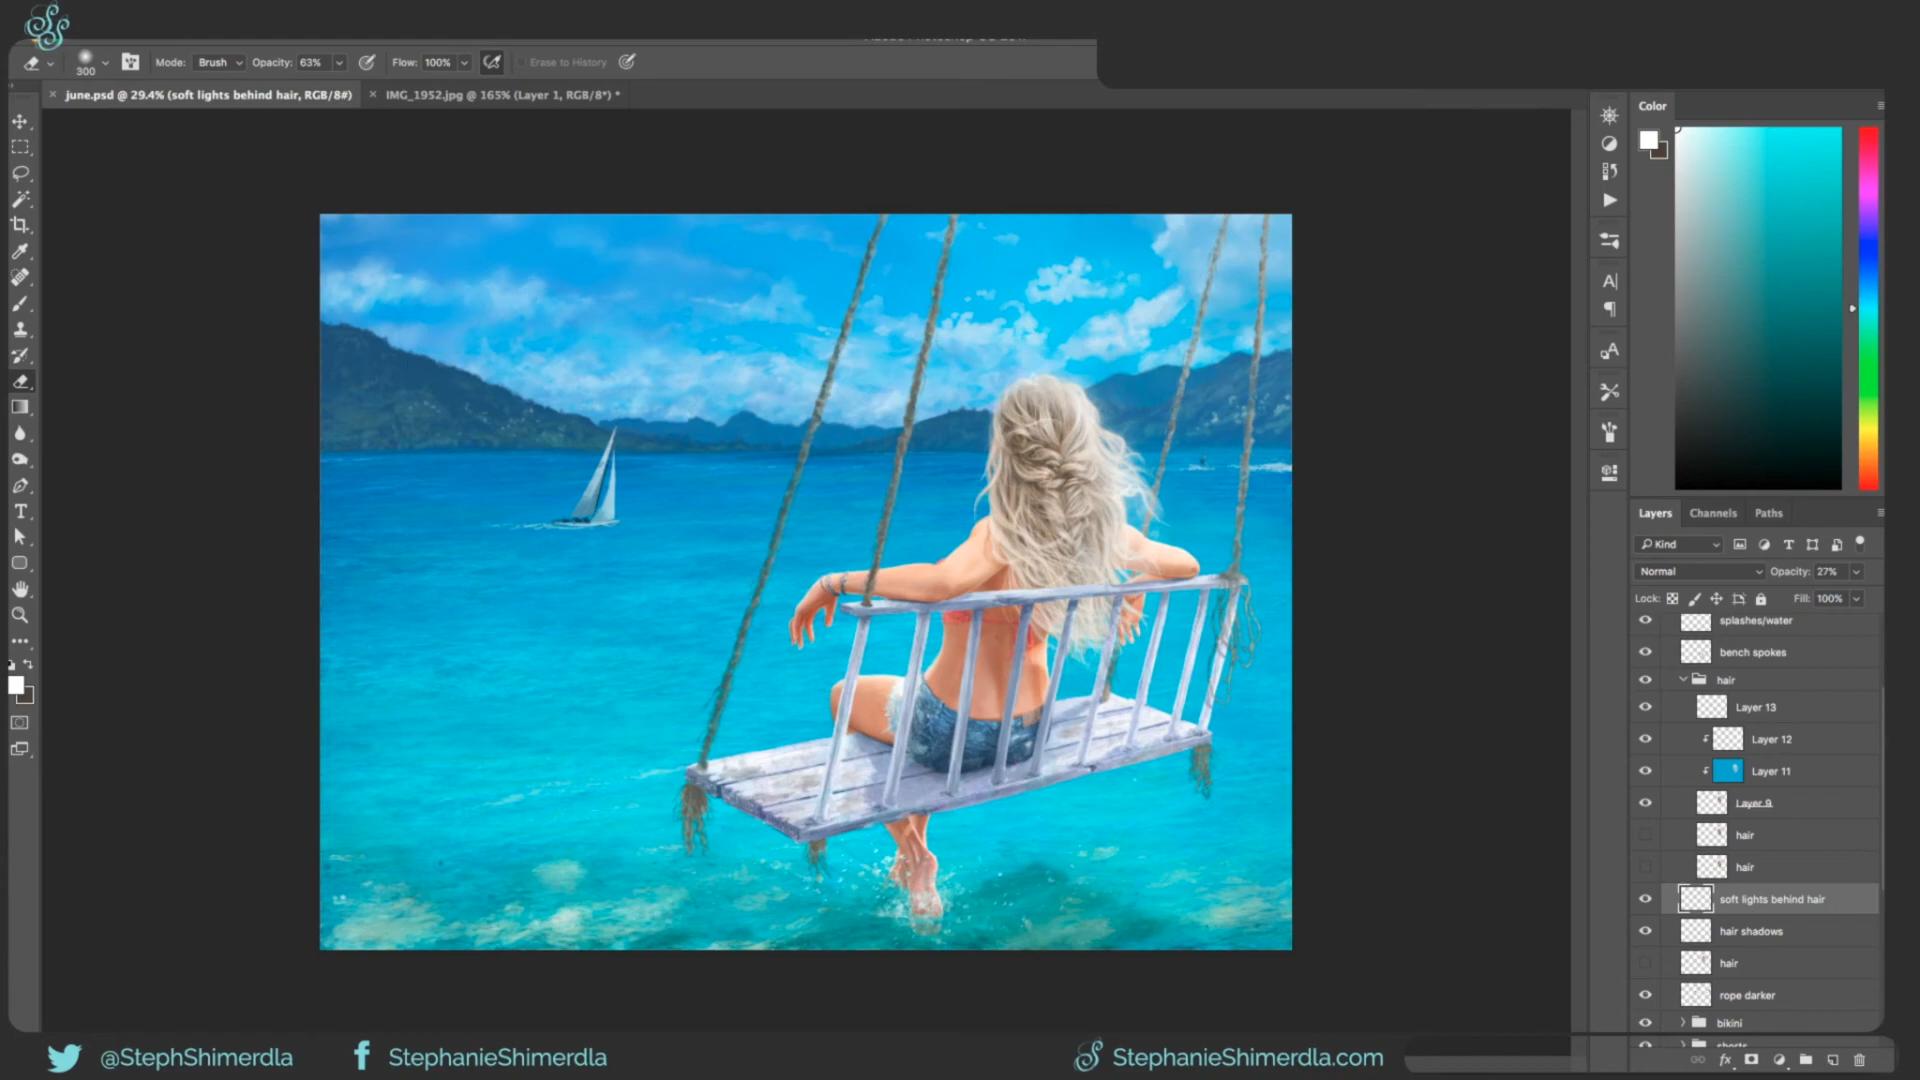 300
Mode: Brush Opacity: 63% Flow: 100% Erase to History
× june.psd @ 29.4% (soft lights behind hair, RGB/8#) × IMG_1952.jpg @ 165% (Layer 1, RGB/8*) *
Color
Layers Channels Paths
Kind
Normal Opacity: 27%
Lock: Fill: 100%
splashes/water
bench spokes
hair
Layer 13
Layer 12
Layer 11
Layer 9
hair
hair
soft lights behind hair
hair shadows
hair
rope darker
bikini
shorts
@StephShimerdla StephanieShimerdla StephanieShimerdla.com